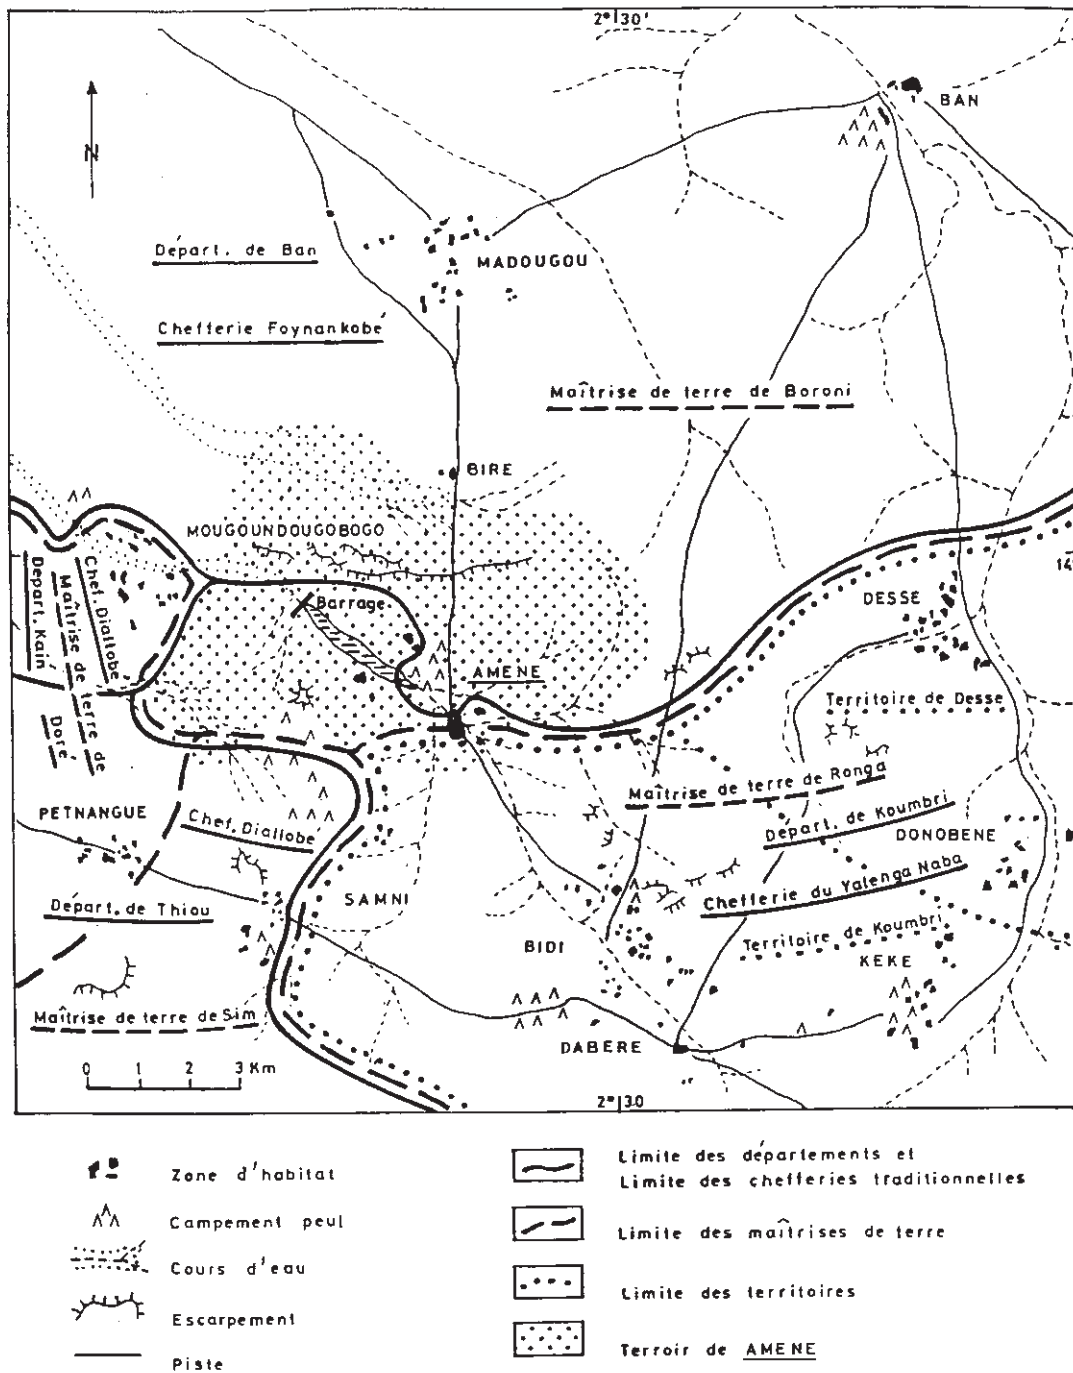 2° 30'
BAN
N
Départ. de Ban
MADOUGOU
Chefferie Foynankobé
Maîtrise de terre de Boroni
BIRE
MOUGOUNDOUGOBOGO
14
Barrage
DESSE
Départ. Kaïn
Maîtrise de terre de
Doré
Chef. Diallobé
AMENE
Territoire de Desse
Maîtrise de terre de Ronga
Départ. de Koumbri
PETNANGUE
Chef. Diallobé
DONOBENE
Chefferie du Yatenga Naba
Départ. de Thiou
SAMNI
Territoire de Koumbri
BIDI
KEKE
Maîtrise de terre de Sim
DABERE
0 1 2 3 Km
2° 30
Zone d'habitat
Campement peul
Cours d'eau
Escarpement
Piste
Limite des départements et
Limite des chefferies traditionnelles
Limite des maîtrises de terre
Limite des territoires
Terroir de AMENE